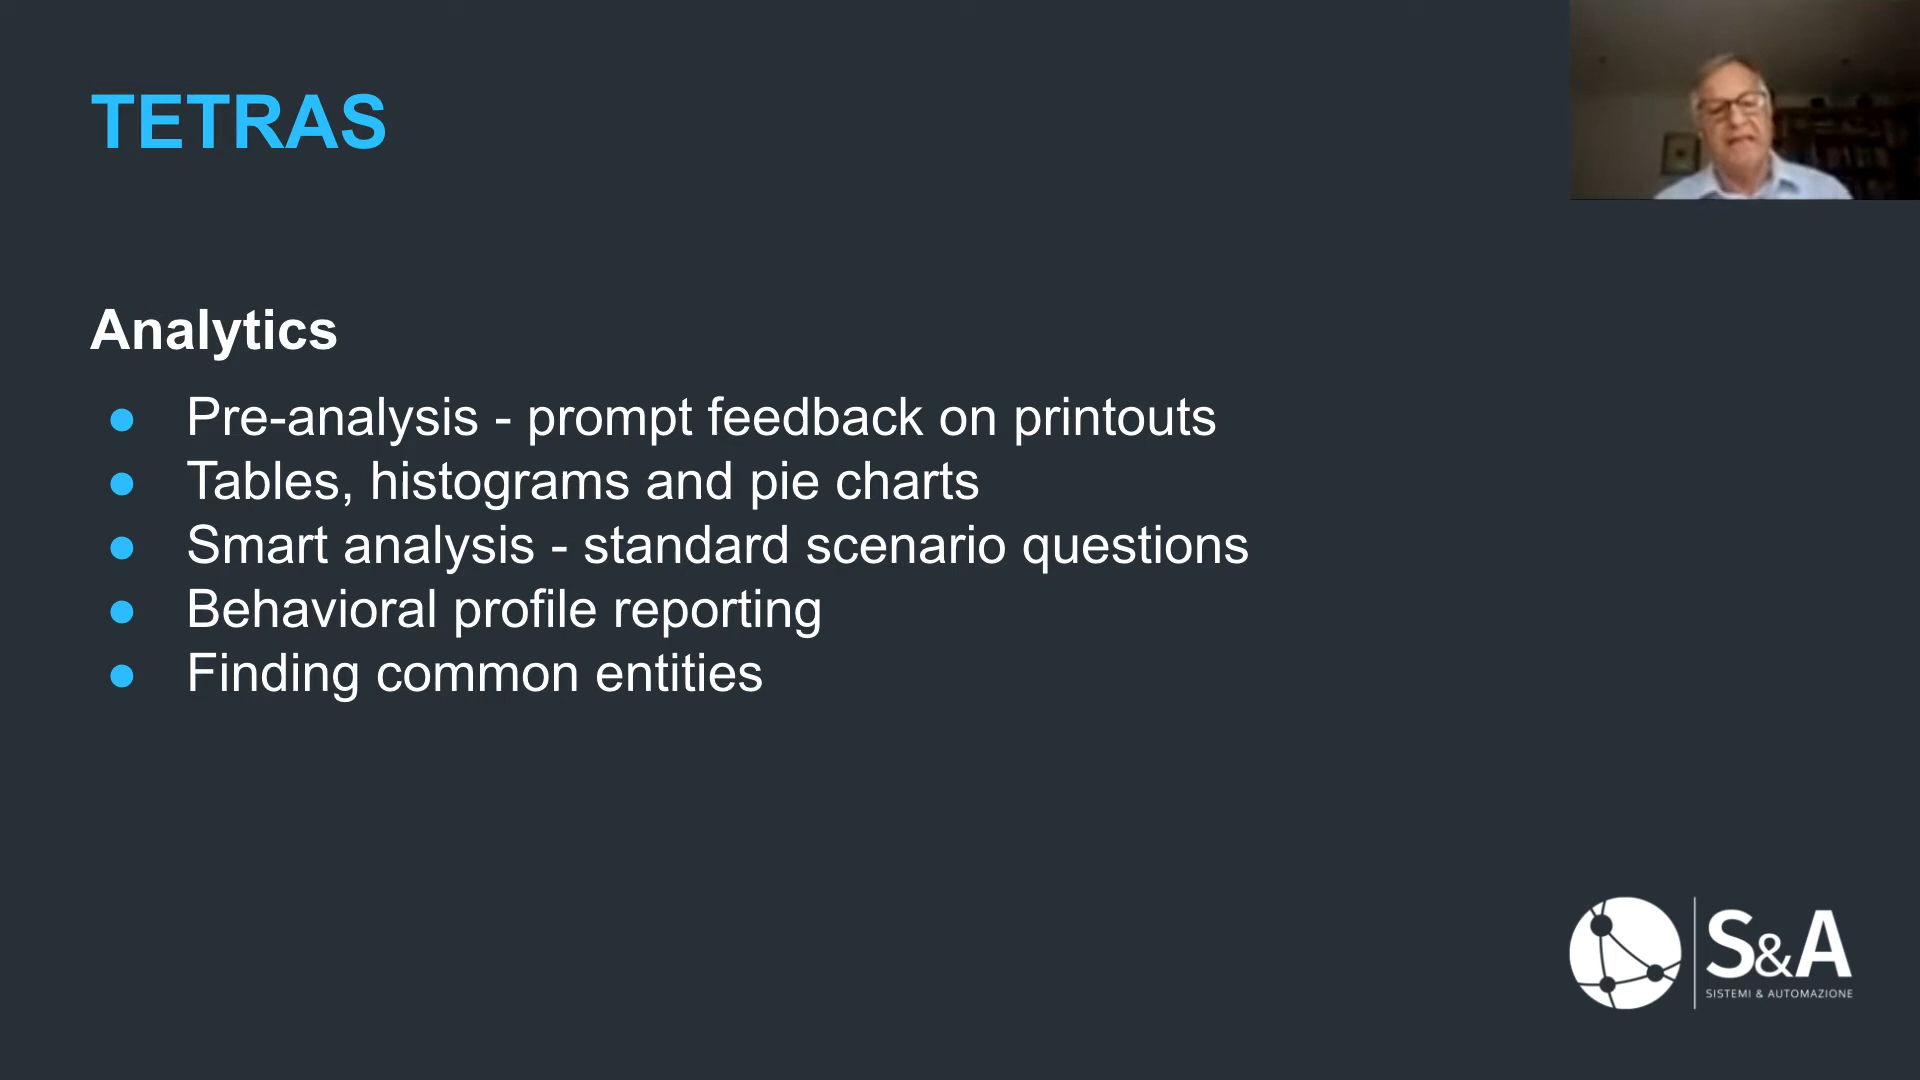 TETRAS
Analytics
● Pre-analysis - prompt feedback on printouts
● Tables, histograms and pie charts
● Smart analysis - standard scenario questions
● Behavioral profile reporting
● Finding common entities
S&A
SISTEMI & AUTOMAZIONE